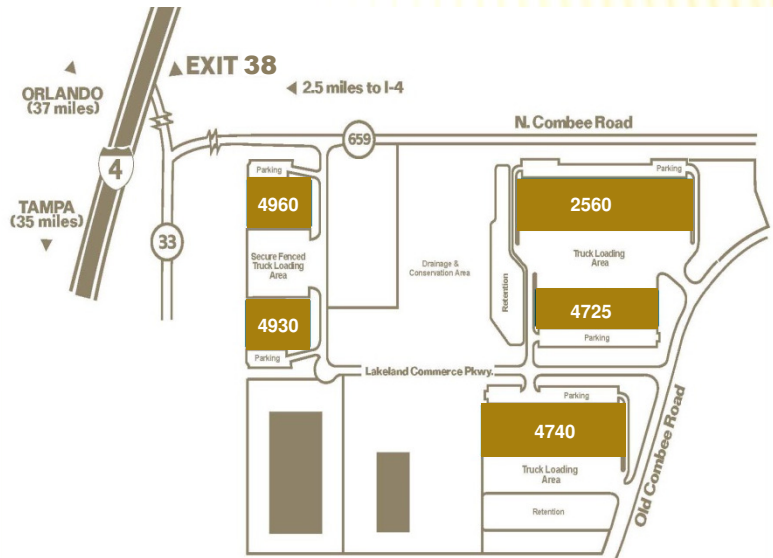 EXIT 38
ORLANDO
(37 miles)
2.5 miles to I-4
N. Combee Road
659
4
Parking
Parking
4960
2560
TAMPA
(35 miles)
33
Secure Fenced
Truck Loading
Area
Drainage &
Conservation Area
Truck Loading
Area
Retention
4930
4725
Parking
Parking
Lakeland Commerce Pkwy.
Parking
4740
Old Combee Road
Truck Loading
Area
Retention